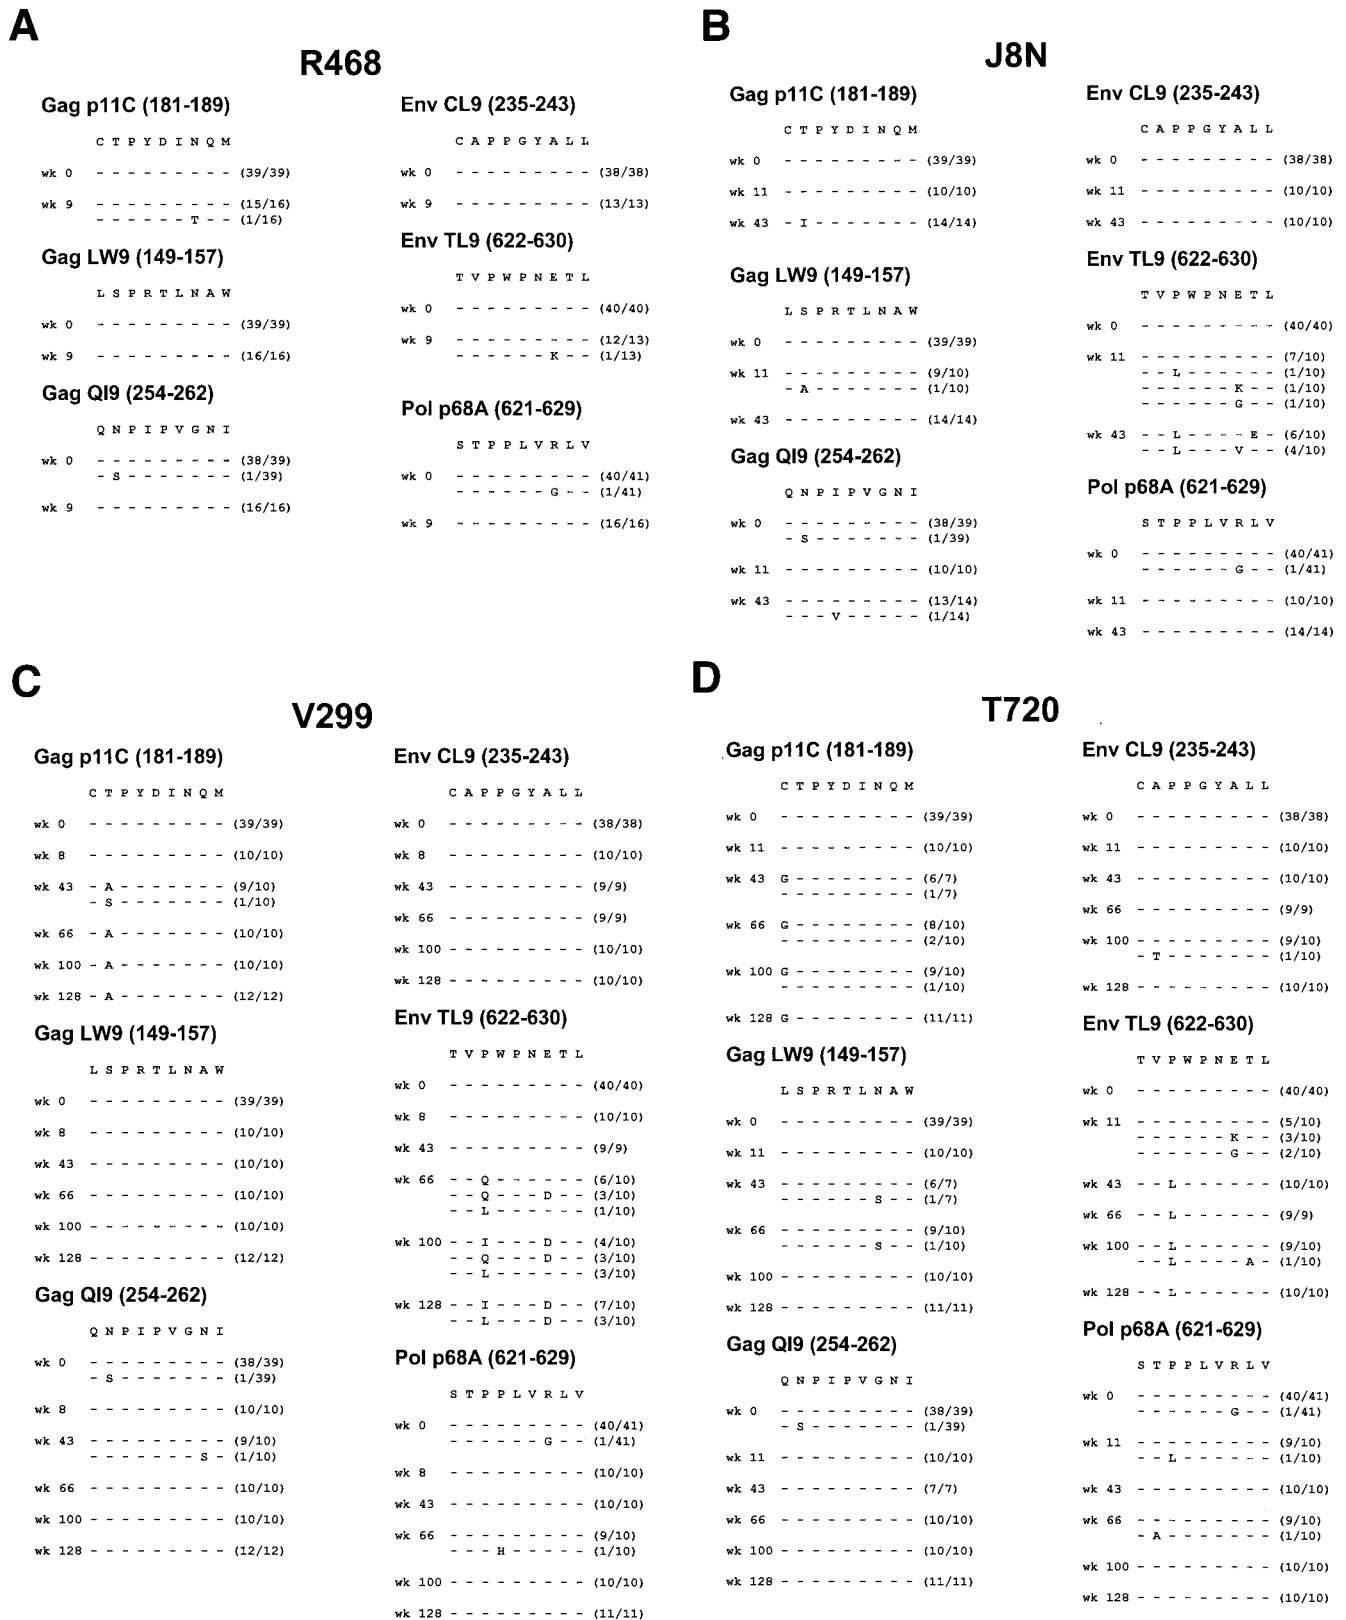 A
R468
Gag p11C (181-189)
C T P Y D I N Q M
wk 0 - - - - - - - - - (39/39)
wk 9 - - - - - - - - - (15/16)
- - - - - - T - - (1/16)
Gag LW9 (149-157)
L S P R T L N A W
wk 0 - - - - - - - - - (39/39)
wk 9 - - - - - - - - - (16/16)
Gag QI9 (254-262)
Q N P I P V G N I
wk 0 - - - - - - - - - (38/39)
- S - - - - - - - (1/39)
wk 9 - - - - - - - - - (16/16)
Env CL9 (235-243)
C A P P G Y A L L
wk 0 - - - - - - - - - (38/38)
wk 9 - - - - - - - - - (13/13)
Env TL9 (622-630)
T V P W P N E T L
wk 0 - - - - - - - - - (40/40)
wk 9 - - - - - - - - - (12/13)
- - - - - - K - - (1/13)
Pol p68A (621-629)
S T P P L V R L V
wk 0 - - - - - - - - - (40/41)
- - - - - - G - - (1/41)
wk 9 - - - - - - - - - (16/16)
B
J8N
Gag p11C (181-189)
C T P Y D I N Q M
wk 0 - - - - - - - - - (39/39)
wk 11 - - - - - - - - - (10/10)
wk 43 - I - - - - - - - (14/14)
Gag LW9 (149-157)
L S P R T L N A W
wk 0 - - - - - - - - - (39/39)
wk 11 - - - - - - - - - (9/10)
- A - - - - - - - (1/10)
wk 43 - - - - - - - - - (14/14)
Gag QI9 (254-262)
Q N P I P V G N I
wk 0 - - - - - - - - - (38/39)
- S - - - - - - - (1/39)
wk 11 - - - - - - - - - (10/10)
wk 43 - - - - - - - - - (13/14)
- - - V - - - - - (1/14)
Env CL9 (235-243)
C A P P G Y A L L
wk 0 - - - - - - - - - (38/38)
wk 11 - - - - - - - - - (10/10)
wk 43 - - - - - - - - - (10/10)
Env TL9 (622-630)
T V P W P N E T L
wk 0 - - - - - - - - - (40/40)
wk 11 - - - - - - - - - (7/10)
- - L - - - - - - (1/10)
- - - - - - K - - (1/10)
- - - - - - G - - (1/10)
wk 43 - - L - - - - E - (6/10)
- - L - - - V - - (4/10)
Pol p68A (621-629)
S T P P L V R L V
wk 0 - - - - - - - - - (40/41)
- - - - - - G - - (1/41)
wk 11 - - - - - - - - - (10/10)
wk 43 - - - - - - - - - (14/14)
C
V299
Gag p11C (181-189)
C T P Y D I N Q M
wk 0 - - - - - - - - - (39/39)
wk 8 - - - - - - - - - (10/10)
wk 43 - A - - - - - - - (9/10)
- S - - - - - - - (1/10)
wk 66 - A - - - - - - - (10/10)
wk 100 - A - - - - - - - (10/10)
wk 128 - A - - - - - - - (12/12)
Gag LW9 (149-157)
L S P R T L N A W
wk 0 - - - - - - - - - (39/39)
wk 8 - - - - - - - - - (10/10)
wk 43 - - - - - - - - - (10/10)
wk 66 - - - - - - - - - (10/10)
wk 100 - - - - - - - - - (10/10)
wk 128 - - - - - - - - - (12/12)
Gag QI9 (254-262)
Q N P I P V G N I
wk 0 - - - - - - - - - (38/39)
- S - - - - - - - (1/39)
wk 8 - - - - - - - - - (10/10)
wk 43 - - - - - - - - - (9/10)
- - - - - - - S - (1/10)
wk 66 - - - - - - - - - (10/10)
wk 100 - - - - - - - - - (10/10)
wk 128 - - - - - - - - - (12/12)
Env CL9 (235-243)
C A P P G Y A L L
wk 0 - - - - - - - - - (38/38)
wk 8 - - - - - - - - - (10/10)
wk 43 - - - - - - - - - (9/9)
wk 66 - - - - - - - - - (9/9)
wk 100 - - - - - - - - - (10/10)
wk 128 - - - - - - - - - (10/10)
Env TL9 (622-630)
T V P W P N E T L
wk 0 - - - - - - - - - (40/40)
wk 8 - - - - - - - - - (10/10)
wk 43 - - - - - - - - - (9/9)
wk 66 - - Q - - - - - - (6/10)
- - Q - - - D - - (3/10)
- - L - - - - - - (1/10)
wk 100 - - I - - - D - - (4/10)
- - Q - - - D - - (3/10)
- - L - - - - - - (3/10)
wk 128 - - I - - - D - - (7/10)
- - L - - - D - - (3/10)
Pol p68A (621-629)
S T P P L V R L V
wk 0 - - - - - - - - - (40/41)
- - - - - - G - - (1/41)
wk 8 - - - - - - - - - (10/10)
wk 43 - - - - - - - - - (10/10)
wk 66 - - - - - - - - - (9/10)
- - - H - - - - - (1/10)
wk 100 - - - - - - - - - (10/10)
wk 128 - - - - - - - - - (11/11)
D
T720
Gag p11C (181-189)
C T P Y D I N Q M
wk 0 - - - - - - - - - (39/39)
wk 11 - - - - - - - - - (10/10)
wk 43 G - - - - - - - - (6/7)
- - - - - - - - - (1/7)
wk 66 G - - - - - - - - (8/10)
- - - - - - - - - (2/10)
wk 100 G - - - - - - - - (9/10)
- - - - - - - - - (1/10)
wk 128 G - - - - - - - - (11/11)
Gag LW9 (149-157)
L S P R T L N A W
wk 0 - - - - - - - - - (39/39)
wk 11 - - - - - - - - - (10/10)
wk 43 - - - - - - - - - (6/7)
- - - - - - S - - (1/7)
wk 66 - - - - - - - - - (9/10)
- - - - - - S - - (1/10)
wk 100 - - - - - - - - - (10/10)
wk 128 - - - - - - - - - (11/11)
Gag QI9 (254-262)
Q N P I P V G N I
wk 0 - - - - - - - - - (38/39)
- S - - - - - - - (1/39)
wk 11 - - - - - - - - - (10/10)
wk 43 - - - - - - - - - (7/7)
wk 66 - - - - - - - - - (10/10)
wk 100 - - - - - - - - - (10/10)
wk 128 - - - - - - - - - (11/11)
Env CL9 (235-243)
C A P P G Y A L L
wk 0 - - - - - - - - - (38/38)
wk 11 - - - - - - - - - (10/10)
wk 43 - - - - - - - - - (10/10)
wk 66 - - - - - - - - - (9/9)
wk 100 - - - - - - - - - (9/10)
- T - - - - - - - (1/10)
wk 128 - - - - - - - - - (10/10)
Env TL9 (622-630)
T V P W P N E T L
wk 0 - - - - - - - - - (40/40)
wk 11 - - - - - - - - - (5/10)
- - - - - - K - - (3/10)
- - - - - - G - - (2/10)
wk 43 - - L - - - - - - (10/10)
wk 66 - - L - - - - - - (9/9)
wk 100 - - L - - - - - - (9/10)
- - L - - - - A - (1/10)
wk 128 - - L - - - - - - (10/10)
Pol p68A (621-629)
S T P P L V R L V
wk 0 - - - - - - - - - (40/41)
- - - - - - G - - (1/41)
wk 11 - - - - - - - - - (9/10)
- - L - - - - - - (1/10)
wk 43 - - - - - - - - - (10/10)
wk 66 - - - - - - - - - (9/10)
- A - - - - - - - (1/10)
wk 100 - - - - - - - - - (10/10)
wk 128 - - - - - - - - - (10/10)